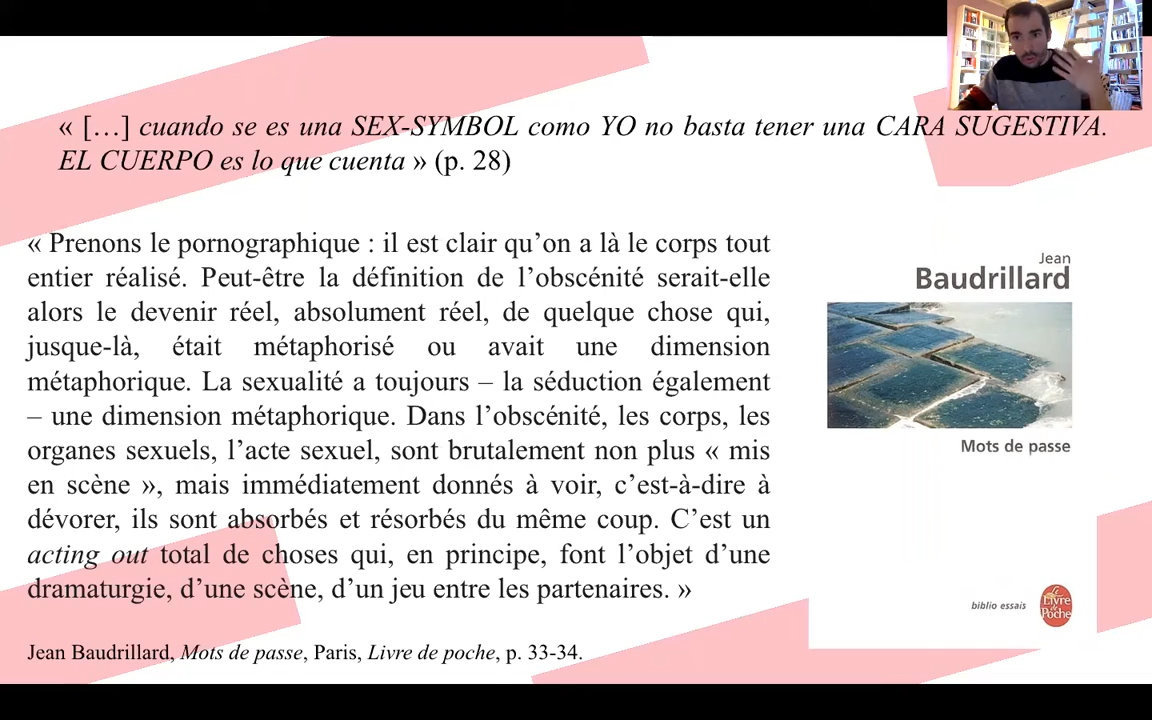 « […] cuando se es una SEX-SYMBOL como YO no basta tener una CARA SUGESTIVA.
EL CUERPO es lo que cuenta » (p. 28)
« Prenons le pornographique : il est clair qu’on a là le corps tout
entier réalisé. Peut-être la définition de l’obscénité serait-elle
alors le devenir réel, absolument réel, de quelque chose qui,
jusque-là, était métaphorisé ou avait une dimension
métaphorique. La sexualité a toujours – la séduction également
– une dimension métaphorique. Dans l’obscénité, les corps, les
organes sexuels, l’acte sexuel, sont brutalement non plus « mis
en scène », mais immédiatement donnés à voir, c’est-à-dire à
dévorer, ils sont absorbés et résorbés du même coup. C’est un
acting out total de choses qui, en principe, font l’objet d’une
dramaturgie, d’une scène, d’un jeu entre les partenaires. »
Jean Baudrillard, Mots de passe, Paris, Livre de poche, p. 33-34.
Jean
Baudrillard
Mots de passe
biblio essais
Le
Livre
de
Poche